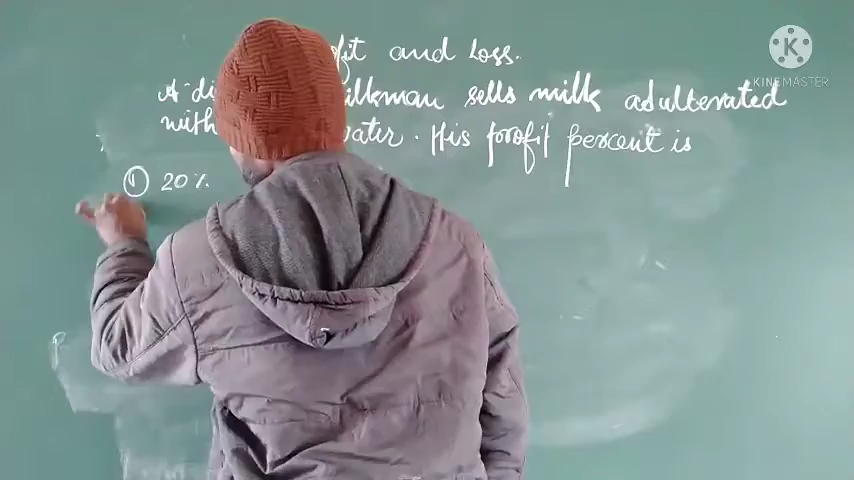 fit and Loss.
A di ilkman sells milk adulterated
with water. His profit percent is
① 20%
K
KINEMASTER